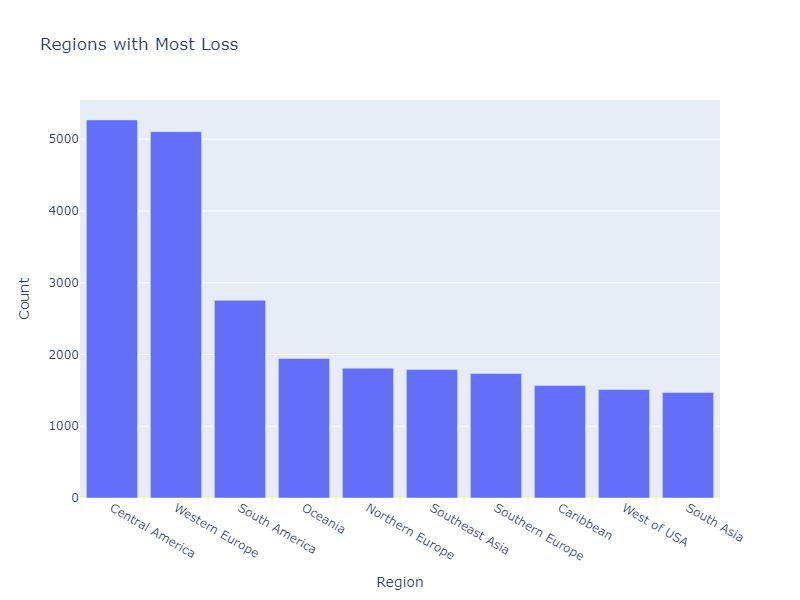 Regions with Most Loss
5000
4000
3000
2000
1000
0
Count
Central America
Western Europe
South America
Oceania
Northern Europe
Southeast Asia
Southern Europe
Caribbean
West of USA
South Asia
Region